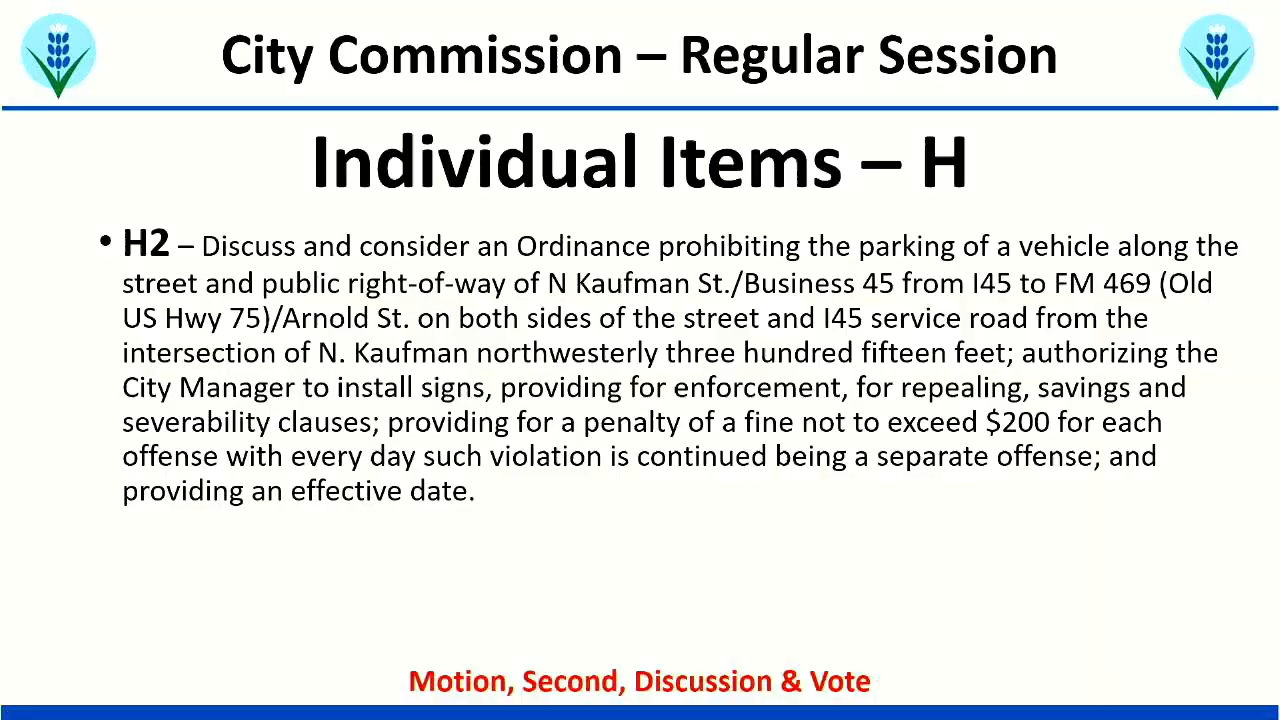 City Commission – Regular Session
Individual Items – H
• H2 – Discuss and consider an Ordinance prohibiting the parking of a vehicle along the
street and public right-of-way of N Kaufman St./Business 45 from I45 to FM 469 (Old
US Hwy 75)/Arnold St. on both sides of the street and I45 service road from the
intersection of N. Kaufman northwesterly three hundred fifteen feet; authorizing the
City Manager to install signs, providing for enforcement, for repealing, savings and
severability clauses; providing for a penalty of a fine not to exceed $200 for each
offense with every day such violation is continued being a separate offense; and
providing an effective date.
Motion, Second, Discussion & Vote